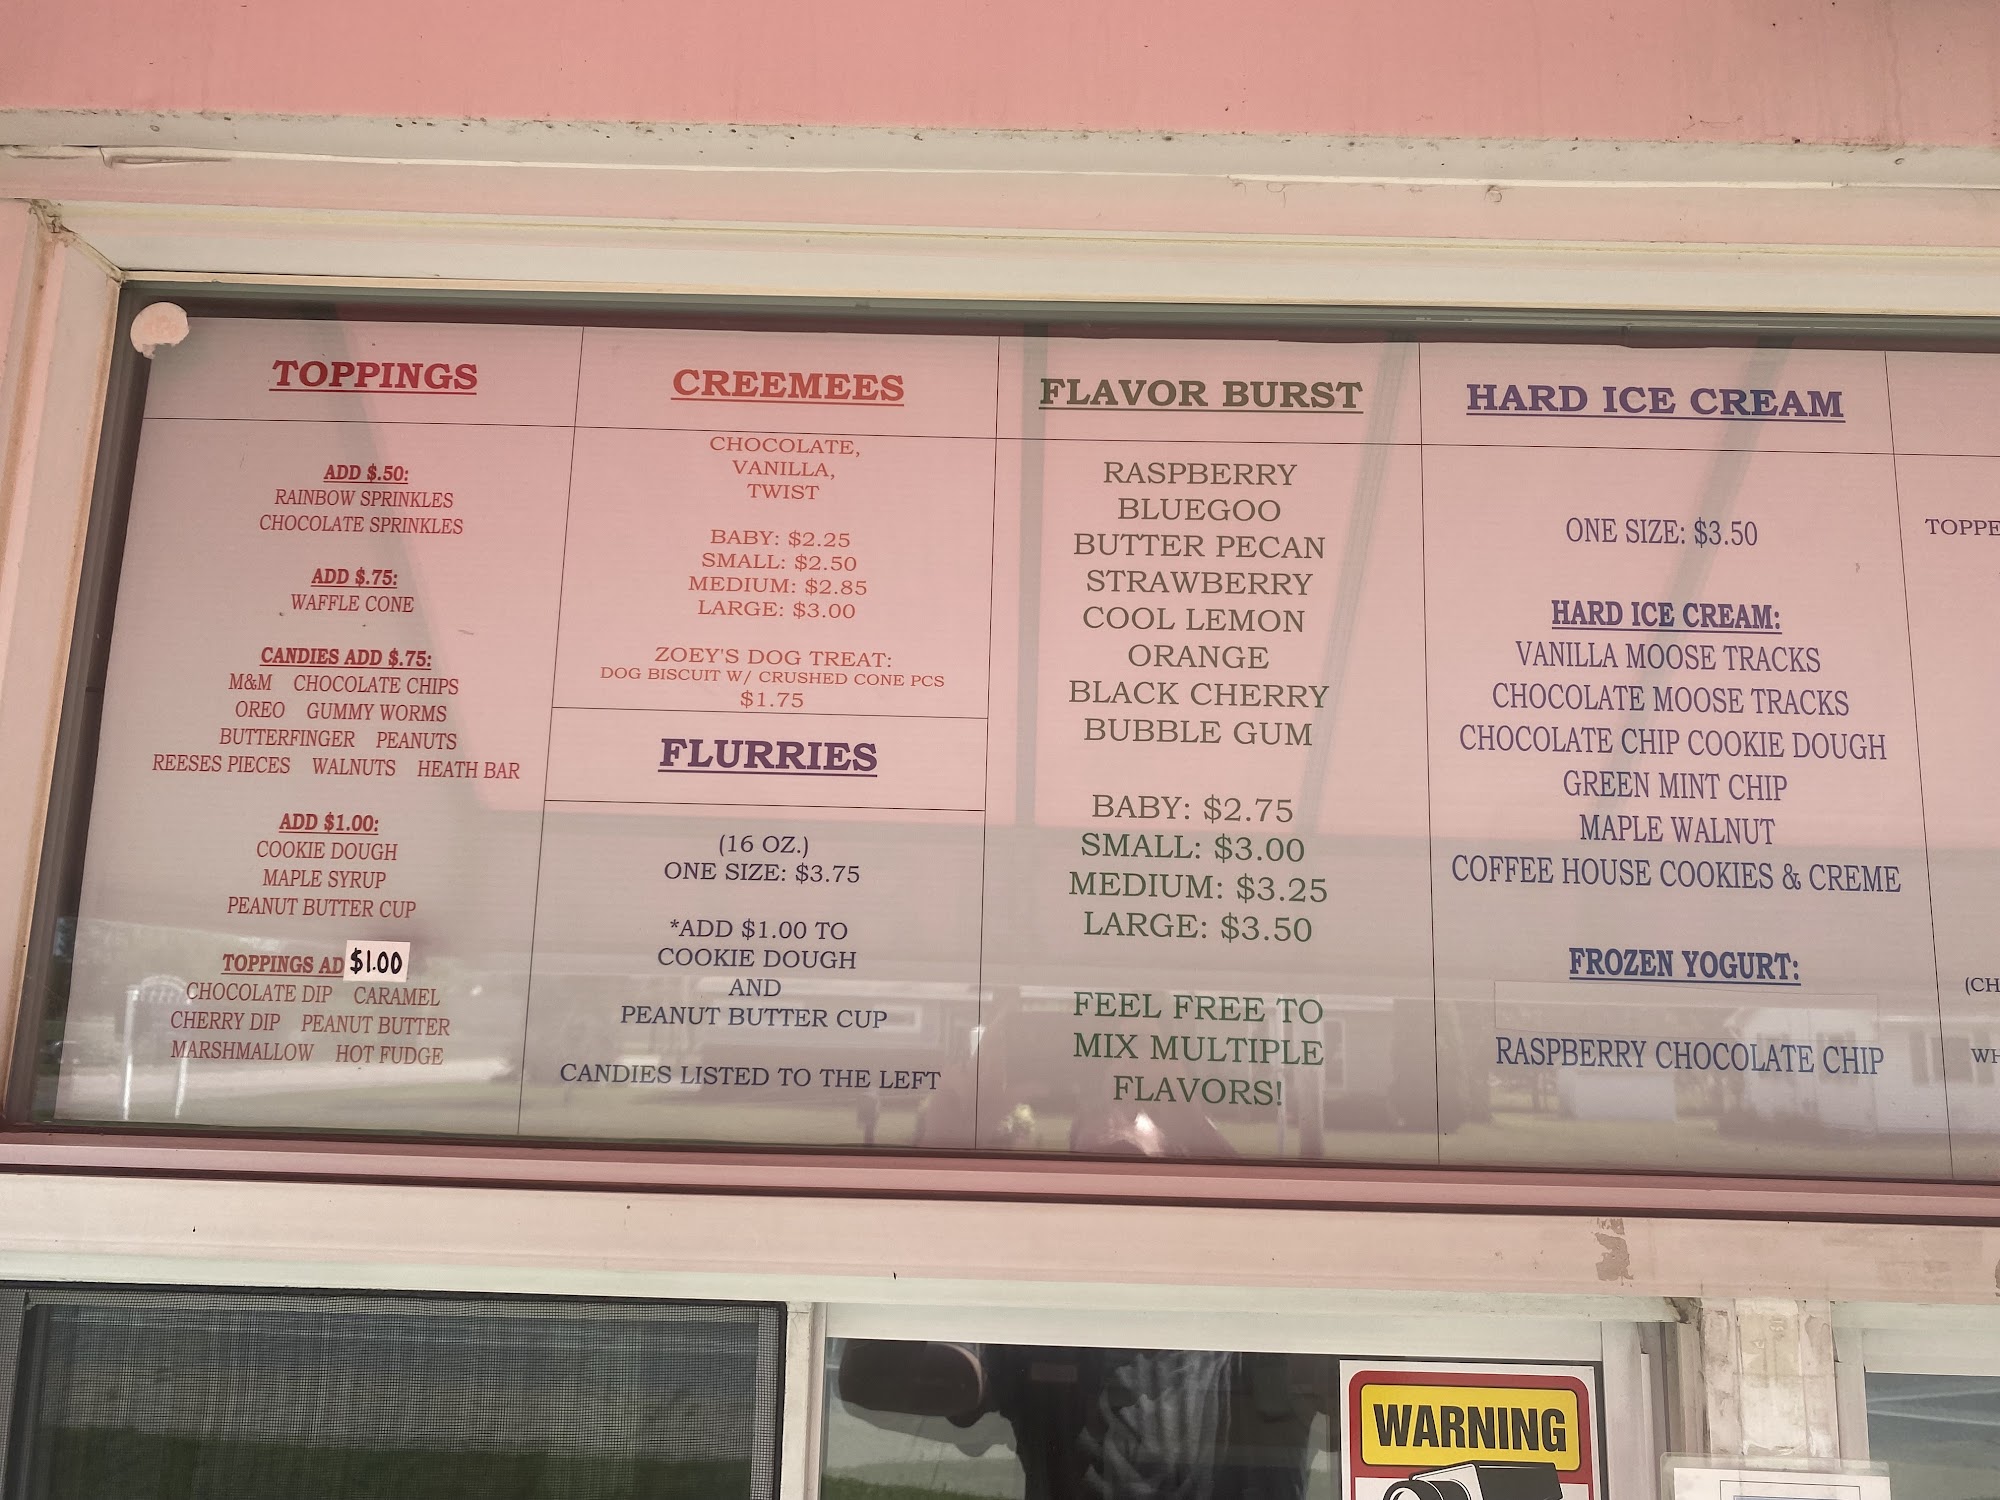 TOPPINGS
ADD $.50:
RAINBOW SPRINKLES
CHOCOLATE SPRINKLES
ADD $.75:
WAFFLE CONE
CANDIES ADD $.75:
M&M CHOCOLATE CHIPS
OREO GUMMY WORMS
BUTTERFINGER PEANUTS
REESES PIECES WALNUTS HEATH BAR
ADD $1.00:
COOKIE DOUGH
MAPLE SYRUP
PEANUT BUTTER CUP
TOPPINGS AD $1.00
CHOCOLATE DIP CARAMEL
CHERRY DIP PEANUT BUTTER
MARSHMALLOW HOT FUDGE
CREEMEES
CHOCOLATE,
VANILLA,
TWIST
BABY: $2.25
SMALL: $2.50
MEDIUM: $2.85
LARGE: $3.00
ZOEY'S DOG TREAT:
DOG BISCUIT W/ CRUSHED CONE PCS
$1.75
FLURRIES
(16 OZ.)
ONE SIZE: $3.75
*ADD $1.00 TO
COOKIE DOUGH
AND
PEANUT BUTTER CUP
CANDIES LISTED TO THE LEFT
FLAVOR BURST
RASPBERRY
BLUEGOO
BUTTER PECAN
STRAWBERRY
COOL LEMON
ORANGE
BLACK CHERRY
BUBBLE GUM
BABY: $2.75
SMALL: $3.00
MEDIUM: $3.25
LARGE: $3.50
FEEL FREE TO
MIX MULTIPLE
FLAVORS!
HARD ICE CREAM
ONE SIZE: $3.50
HARD ICE CREAM:
VANILLA MOOSE TRACKS
CHOCOLATE MOOSE TRACKS
CHOCOLATE CHIP COOKIE DOUGH
GREEN MINT CHIP
MAPLE WALNUT
COFFEE HOUSE COOKIES & CREME
FROZEN YOGURT:
RASPBERRY CHOCOLATE CHIP
TOPPE
(CH
WH
WARNING